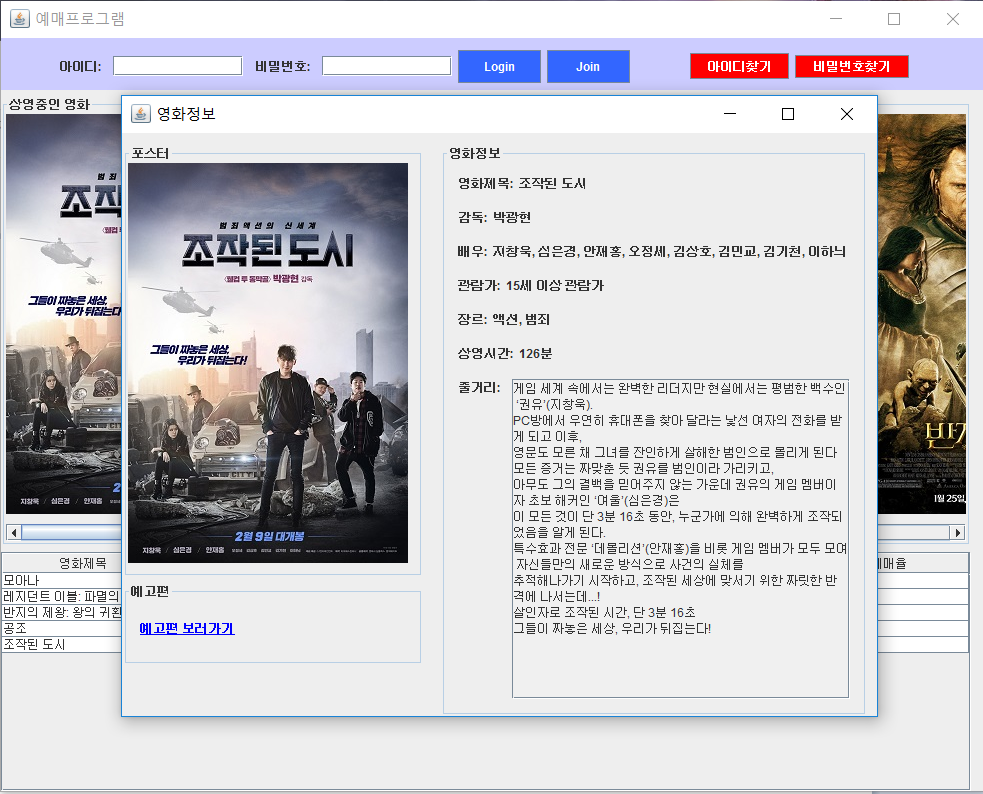 예매프로그램
아이디:
비밀번호:
Login
Join
아이디찾기
비밀번호찾기
상영중인 영화
영화정보
포스터
범죄액션의 신세계
조작된 도시
<웰컴 투 동막골> 박광현 감독
그들이 짜놓은 세상,
우리가 뒤집는다!
2월 9일 대개봉
지창욱 / 심은경 / 안재홍
예고편
예고편 보러가기
영화정보
영화제목: 조작된 도시
감독: 박광현
배우: 지창욱, 심은경, 안재홍, 오정세, 김상호, 김민교, 김기천, 이하늬
관람가: 15세 이상 관람가
장르: 액션, 범죄
상영시간: 126분
줄거리:
게임 세계 속에서는 완벽한 리더지만 현실에서는 평범한 백수인
‘권유’(지창욱).
PC방에서 우연히 휴대폰을 찾아 달라는 낯선 여자의 전화를 받
게 되고 이후,
영문도 모른 채 그녀를 잔인하게 살해한 범인으로 몰리게 된다
모든 증거는 짜맞춘 듯 권유를 범인이라 가리키고,
아무도 그의 결백을 믿어주지 않는 가운데 권유의 게임 멤버이
자 초보 해커인 ‘여울’(심은경)은
이 모든 것이 단 3분 16초 동안, 누군가에 의해 완벽하게 조작되
었음을 알게 된다.
특수효과 전문 ‘데몰리션’(안재홍)을 비롯 게임 멤버가 모두 모여
자신들만의 새로운 방식으로 사건의 실체를
추적해나가기 시작하고, 조작된 세상에 맞서기 위한 짜릿한 반
격에 나서는데...!
살인자로 조작된 시간, 단 3분 16초
그들이 짜놓은 세상, 우리가 뒤집는다!
조작
그들이 짜놓은 세상,
우리가 뒤집는다!
지창욱 / 심은경 / 안재홍
반지
1월 25일
영화제목
매율
모아나
레지던트 이블: 파멸의
반지의 제왕: 왕의 귀환
공조
조작된 도시